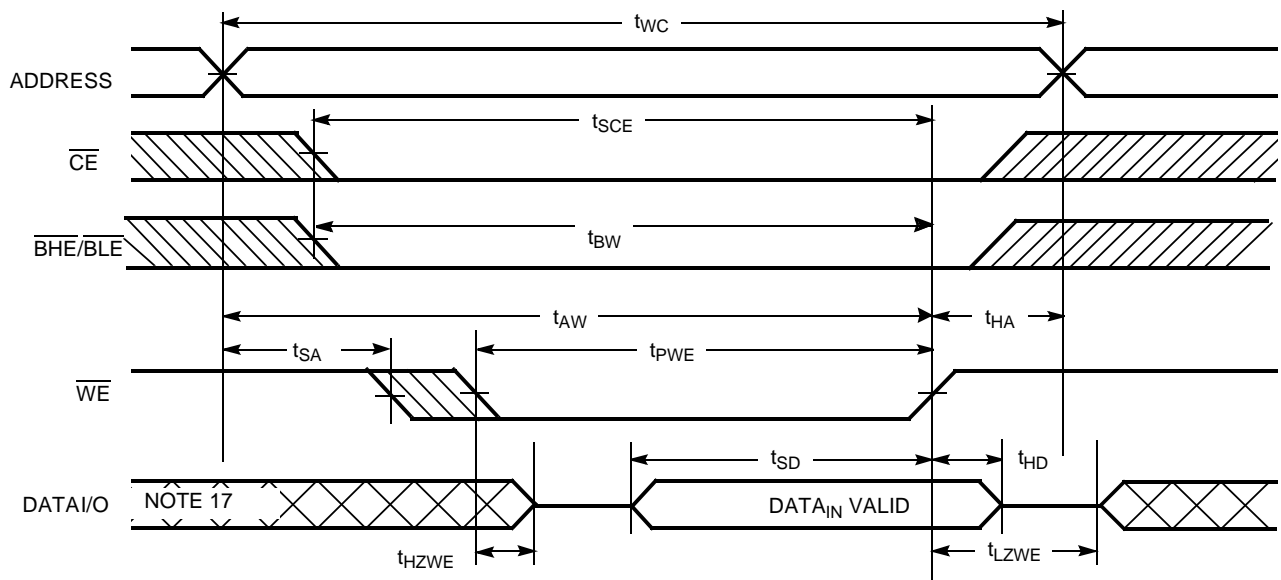 tWC
ADDRESS
tSCE
CE
tBW
BHE/BLE
tAW
tHA
tSA
tPWE
WE
tSD
tHD
DATAI/O
NOTE 17
DATAIN VALID
tHZWE
tLZWE